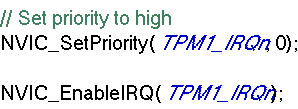 // Set priority to high
NVIC_SetPriority( TPM1_IRQn, 0);
NVIC_EnableIRQ( TPM1_IRQn);